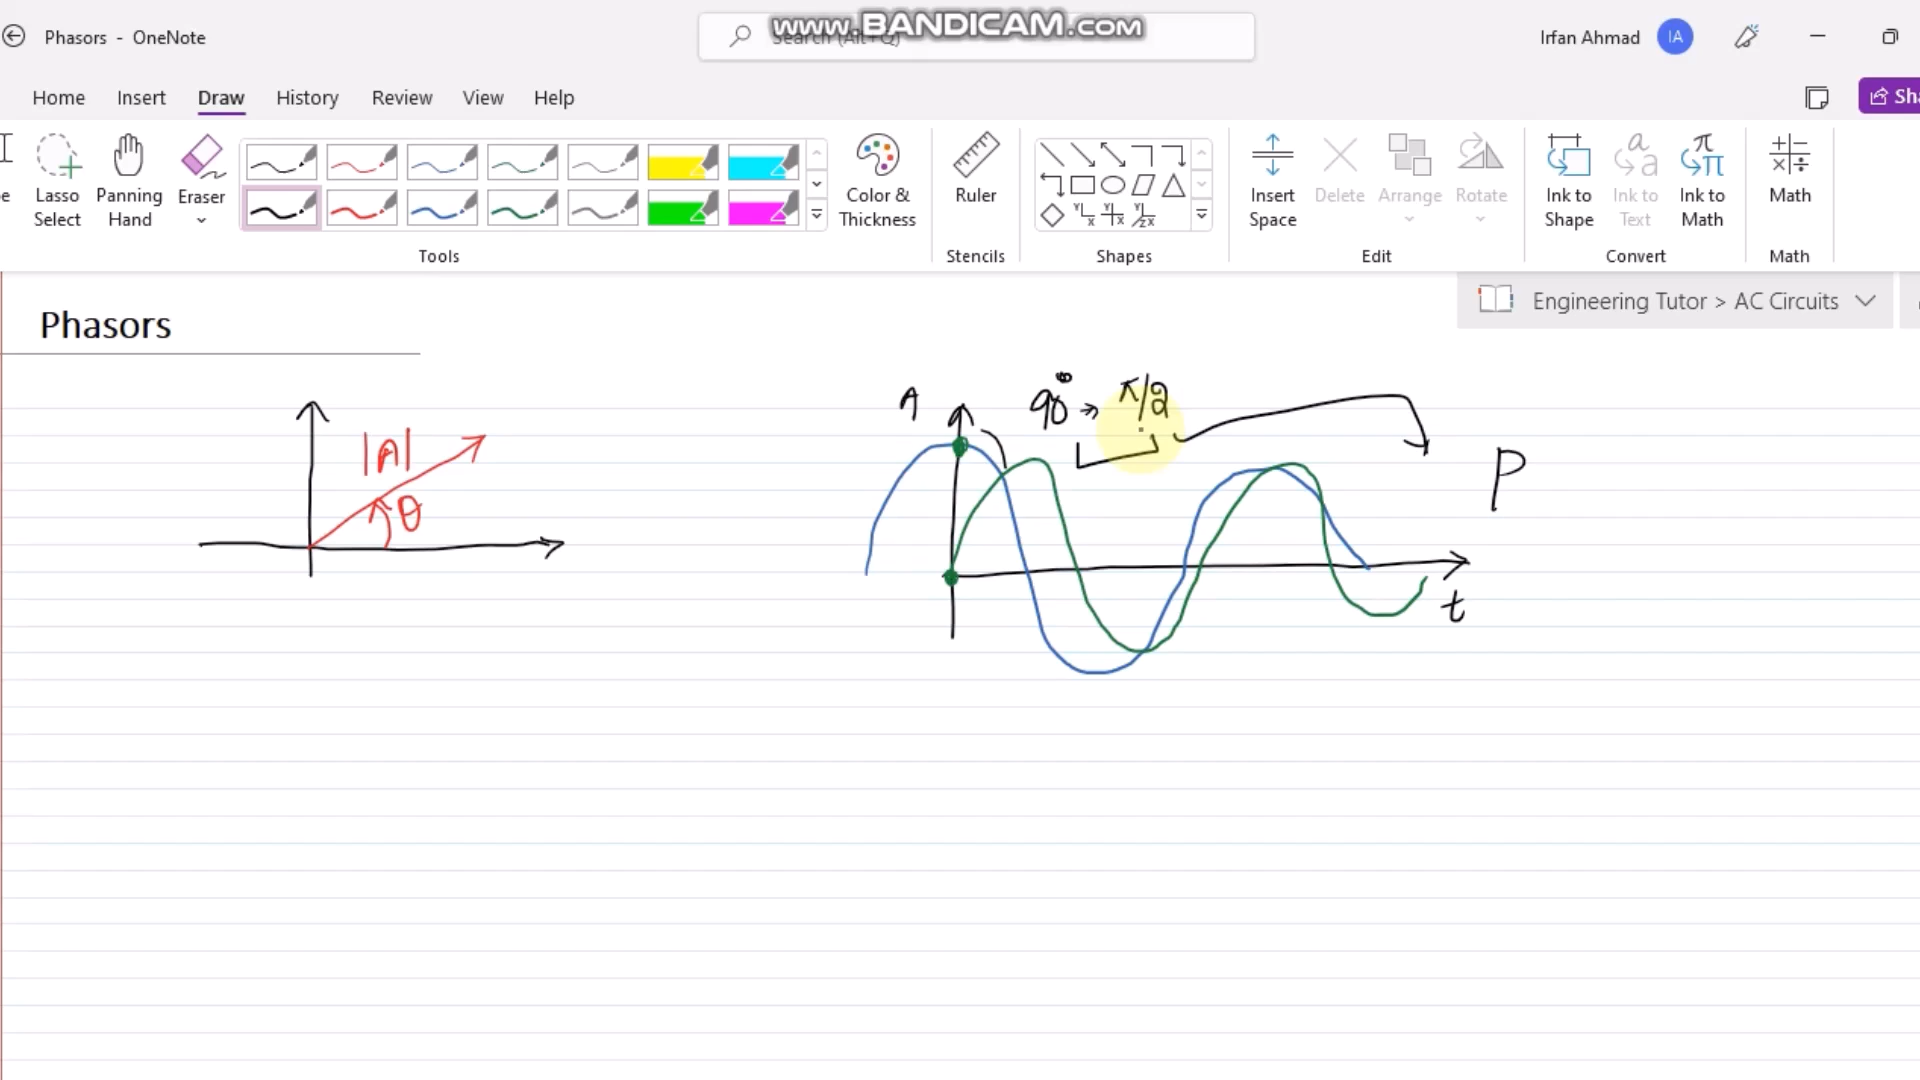 Phasors - OneNote
www.BANDICAM.com
Irfan Ahmad
IA
Home Insert Draw History Review View Help
Sha
Lasso Select
Panning Hand
Eraser
Color & Thickness
Ruler
Insert Space
Delete
Arrange
Rotate
Ink to Shape
Ink to Text
Ink to Math
Math
Tools Stencils Shapes Edit Convert Math
Engineering Tutor > AC Circuits
Phasors
|A|
θ
A
90° → π/2
P
t